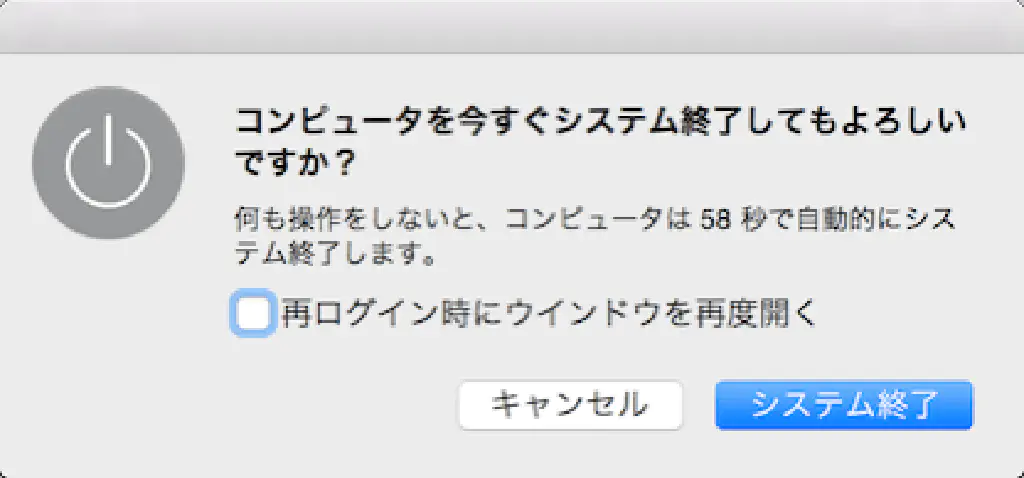 コンピュータを今すぐシステム終了してもよろしい
ですか？
何も操作をしないと、コンピュータは 58 秒で自動的にシス
テム終了します。
再ログイン時にウインドウを再度開く
キャンセル
システム終了